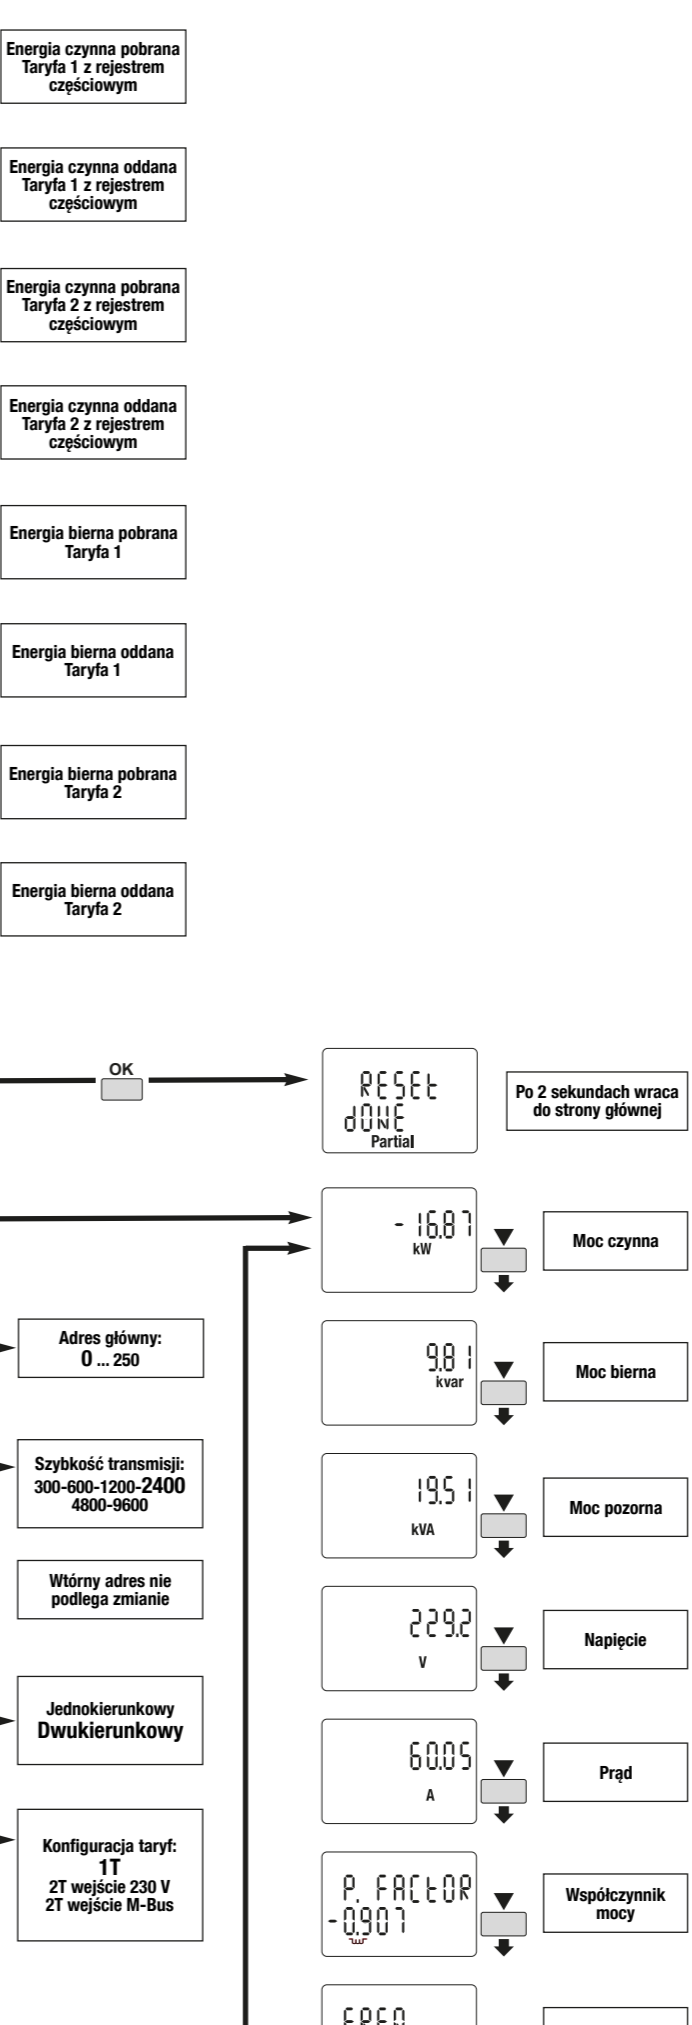 Energia czynna pobrana
Taryfa 1 z rejestrem
częściowym
Energia czynna oddana
Taryfa 1 z rejestrem
częściowym
Energia czynna pobrana
Taryfa 2 z rejestrem
częściowym
Energia czynna oddana
Taryfa 2 z rejestrem
częściowym
Energia bierna pobrana
Taryfa 1
Energia bierna oddana
Taryfa 1
Energia bierna pobrana
Taryfa 2
Energia bierna oddana
Taryfa 2
OK
RESEt
dONE
Partial
Po 2 sekundach wraca
do strony głównej
-16.87
kW
Moc czynna
Adres główny:
0 ... 250
9.81
kvar
Moc bierna
Szybkość transmisji:
300-600-1200-2400
4800-9600
19.51
kVA
Moc pozorna
Wtórny adres nie
podlega zmianie
229.2
V
Napięcie
Jednokierunkowy
Dwukierunkowy
60.05
A
Prąd
Konfiguracja taryf:
1T
2T wejście 230 V
2T wejście M-Bus
P. FACtOR
-0.907
Współczynnik
mocy
FREQ